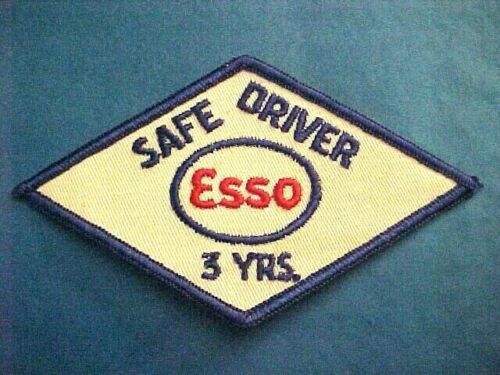 SAFE DRIVER
Esso
3 YRS.